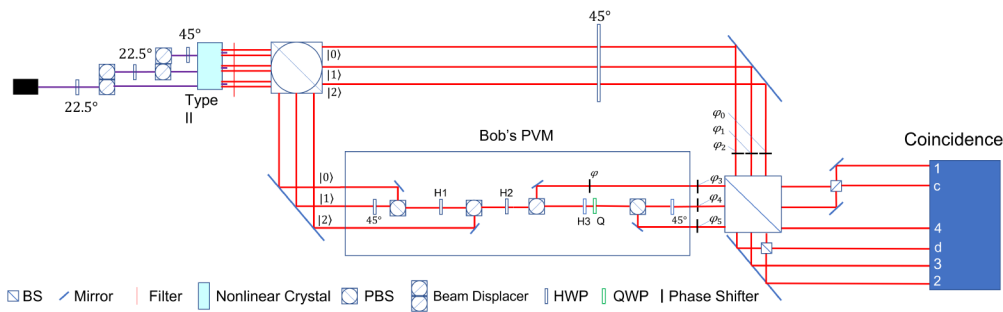 45°
22.5°
22.5°
Type
II
45°
|0⟩
|1⟩
|2⟩
φ₀
φ₁
φ₂
Bob's PVM
|0⟩
|1⟩
|2⟩
45°
H1
H2
φ
H3
Q
45°
φ₃
φ₄
φ₅
Coincidence
1
c
4
d
3
2
BS
Mirror
Filter
Nonlinear Crystal
PBS
Beam Displacer
HWP
QWP
Phase Shifter